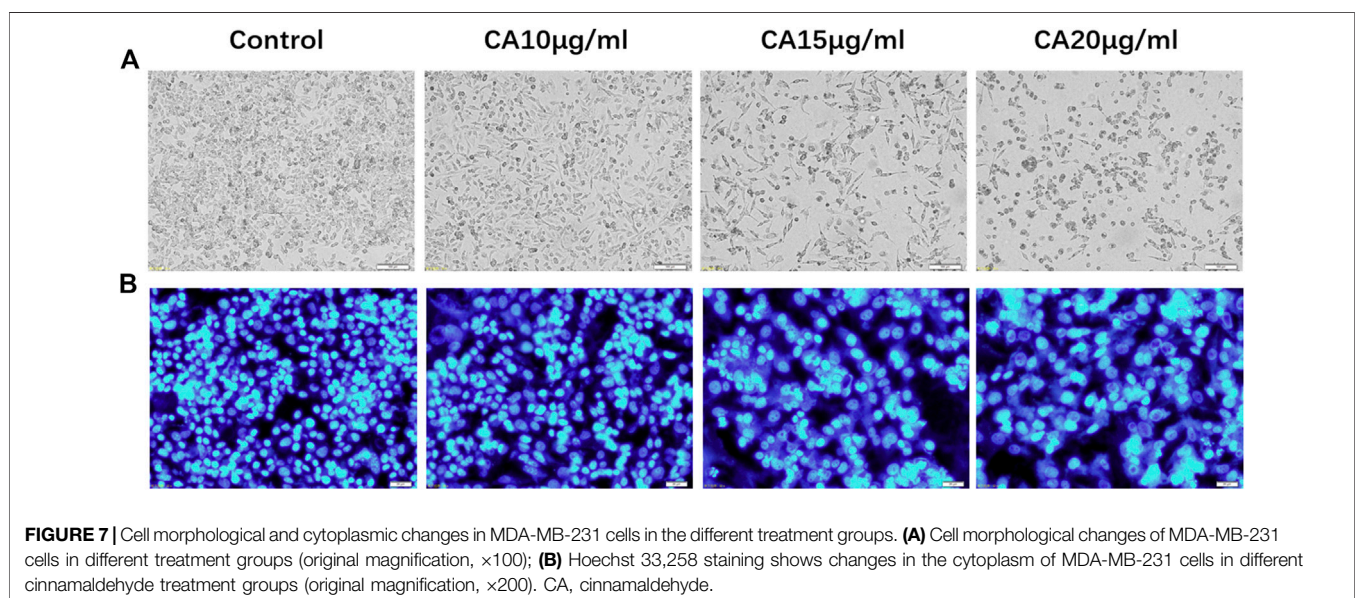 Control CA10μg/ml CA15μg/ml CA20μg/ml
A
B
FIGURE 7 | Cell morphological and cytoplasmic changes in MDA-MB-231 cells in the different treatment groups. (A) Cell morphological changes of MDA-MB-231
cells in different treatment groups (original magnification, ×100); (B) Hoechst 33,258 staining shows changes in the cytoplasm of MDA-MB-231 cells in different
cinnamaldehyde treatment groups (original magnification, ×200). CA, cinnamaldehyde.